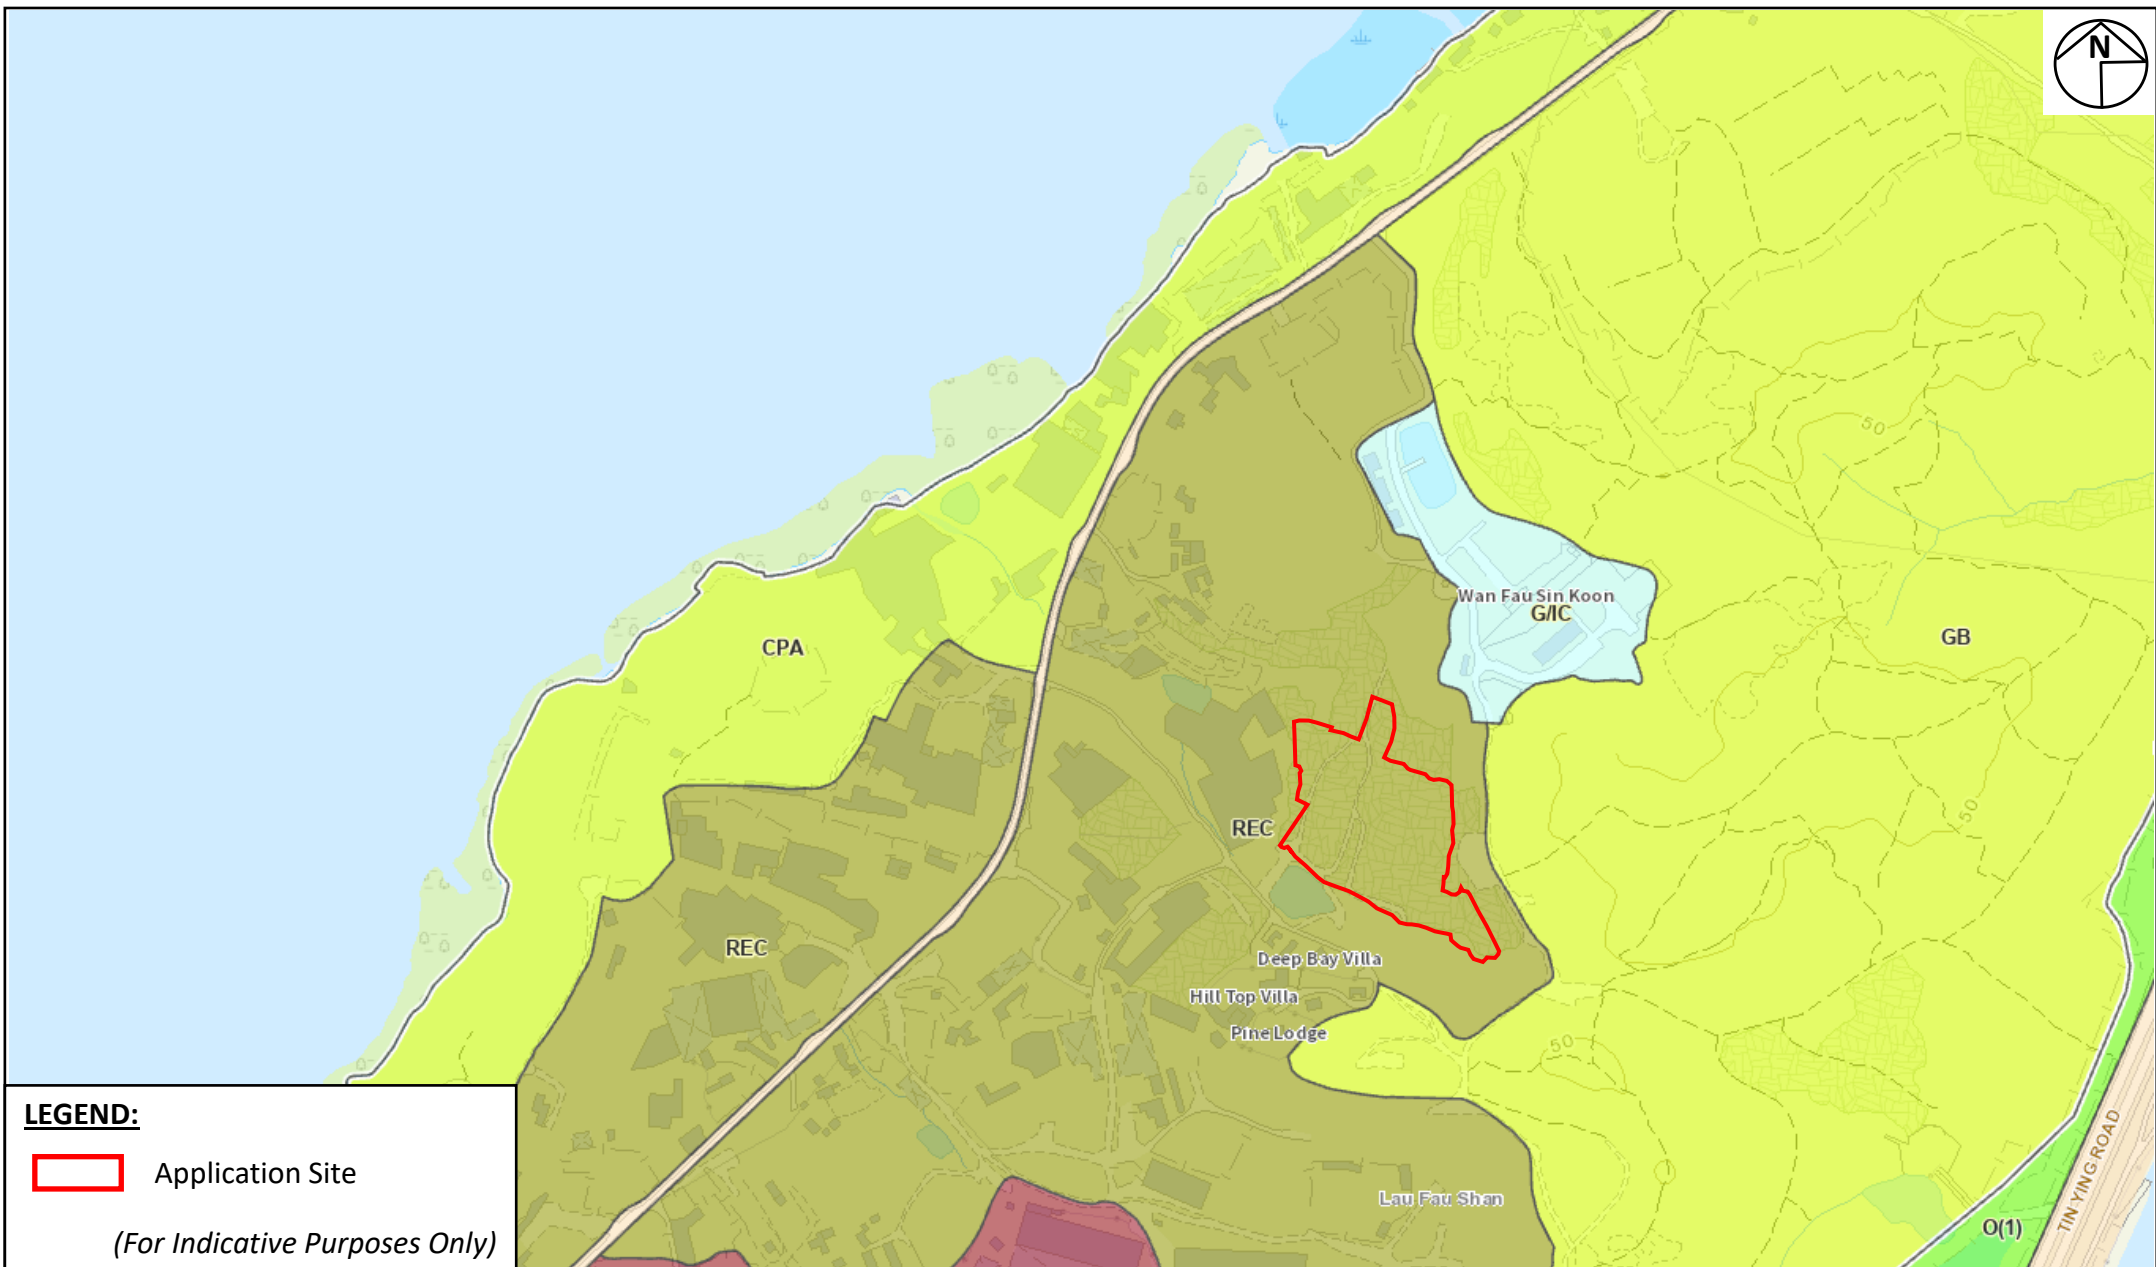 N
50
Wan Fau Sin Koon
G/IC
GB
CPA
50
REC
REC
Deep Bay Villa
Hill Top Villa
Pine Lodge
50
LEGEND:
Application Site
(For Indicative Purposes Only)
Lau Fau Shan
O(1)
TIN YING ROAD